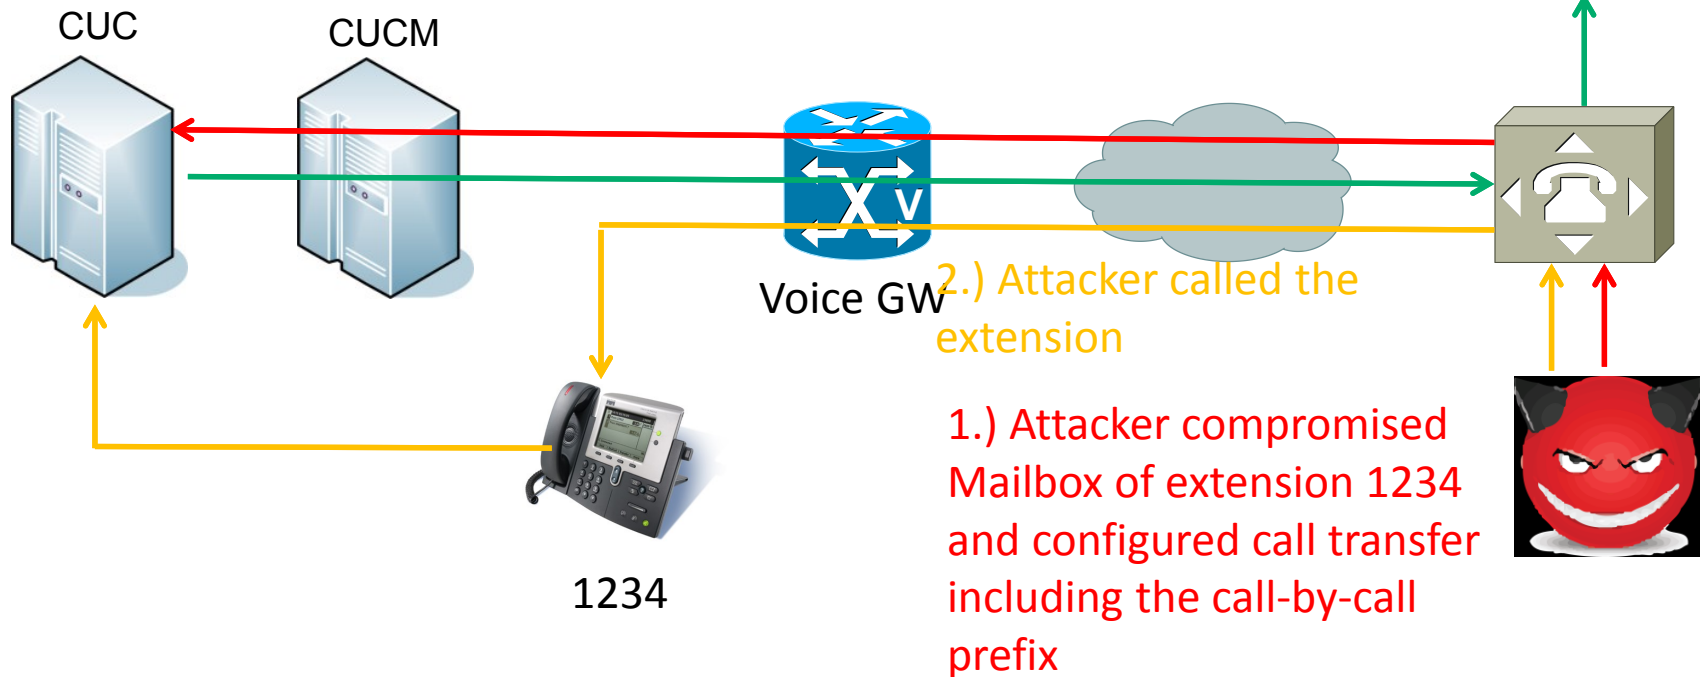 CUC
CUCM
V
Voice GW
2.) Attacker called the
extension
1.) Attacker compromised
Mailbox of extension 1234
and configured call transfer
including the call-by-call
prefix
1234